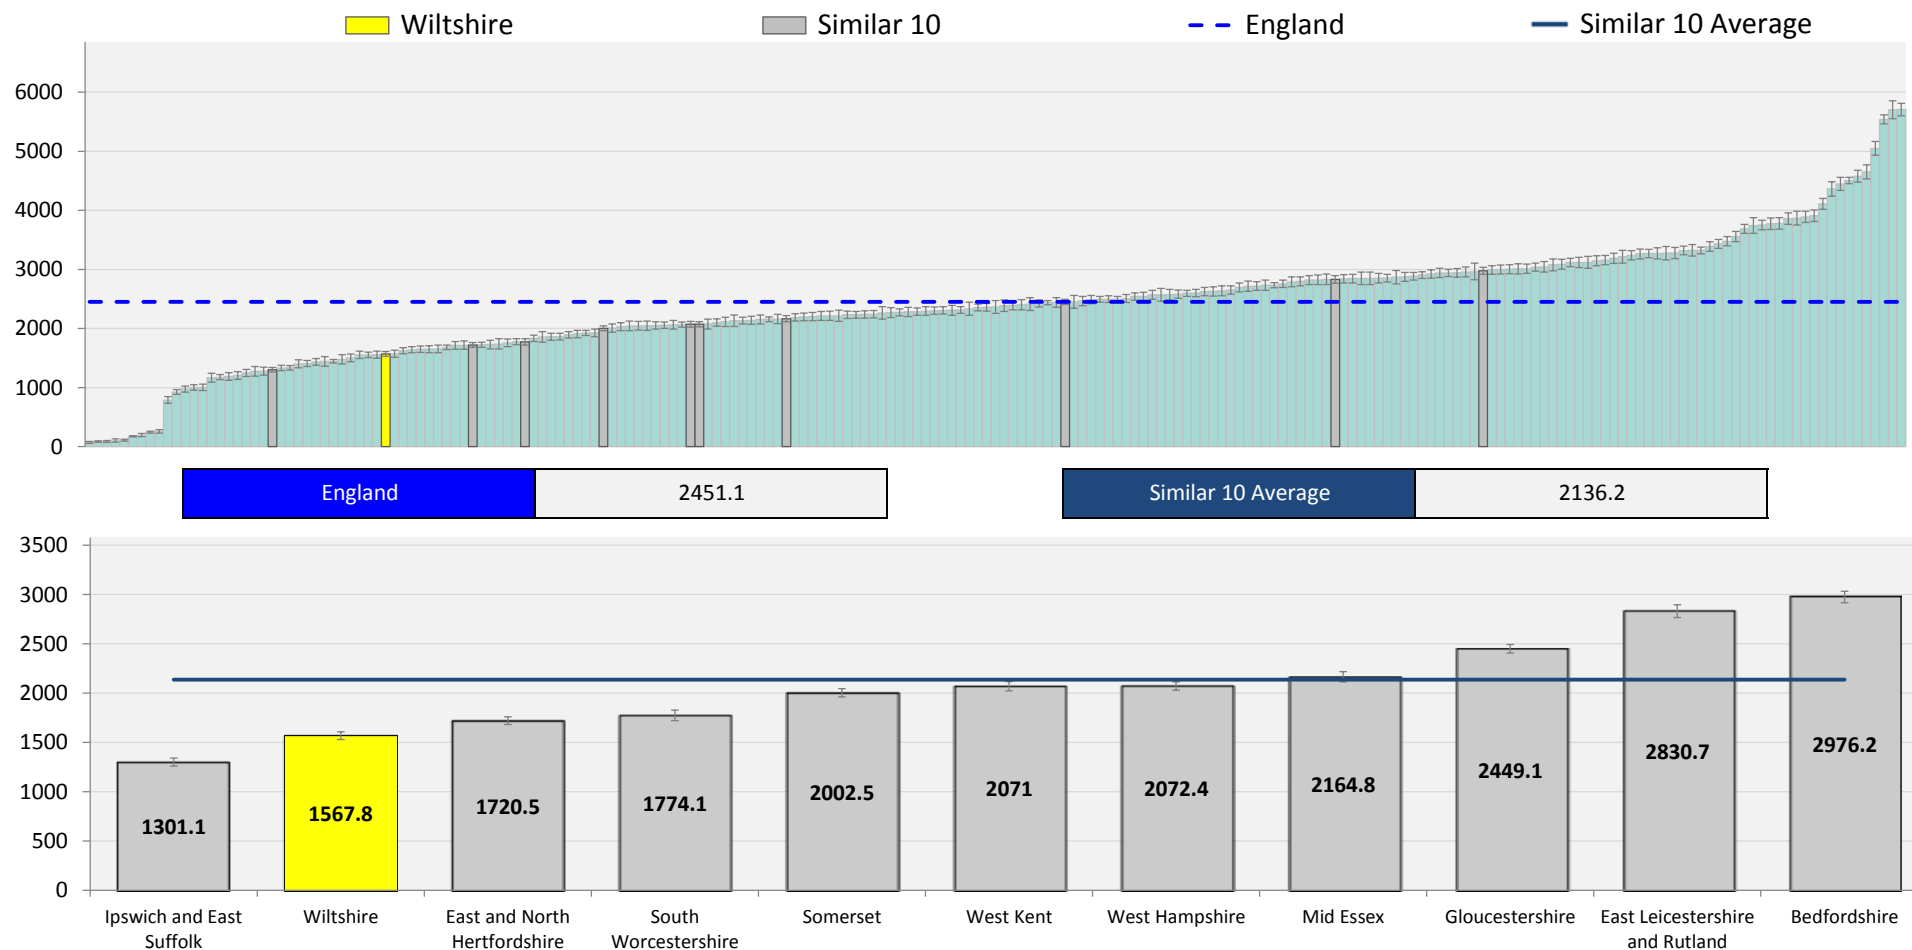 Wiltshire
Similar 10
England
Similar 10 Average
6000
5000
4000
3000
2000
1000
0
England 2451.1
Similar 10 Average 2136.2
3500
3000
2500
2000
1500
1000
500
0
1301.1
1567.8
1720.5
1774.1
2002.5
2071
2072.4
2164.8
2449.1
2830.7
2976.2
Ipswich and East
Suffolk
Wiltshire
East and North
Hertfordshire
South
Worcestershire
Somerset
West Kent
West Hampshire
Mid Essex
Gloucestershire
East Leicestershire
and Rutland
Bedfordshire